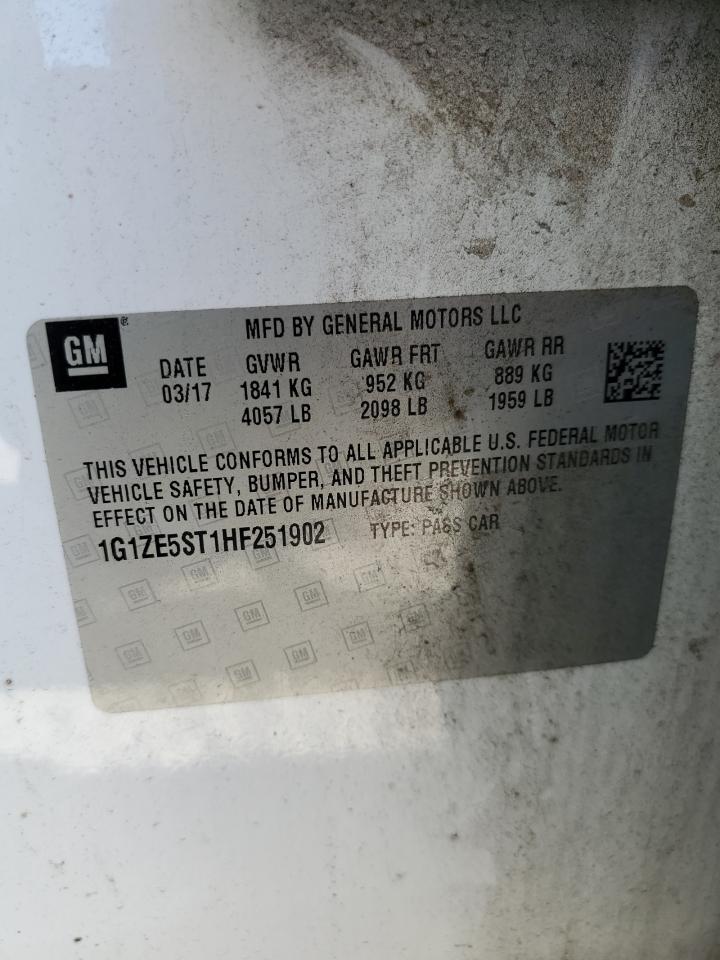 GM
MFD BY GENERAL MOTORS LLC
DATE GVWR GAWR FRT GAWR RR
03/17 1841 KG 952 KG 889 KG
4057 LB 2098 LB 1959 LB
THIS VEHICLE CONFORMS TO ALL APPLICABLE U.S. FEDERAL MOTOR
VEHICLE SAFETY, BUMPER, AND THEFT PREVENTION STANDARDS IN
EFFECT ON THE DATE OF MANUFACTURE SHOWN ABOVE.
1G1ZE5ST1HF251902 TYPE: PASS CAR